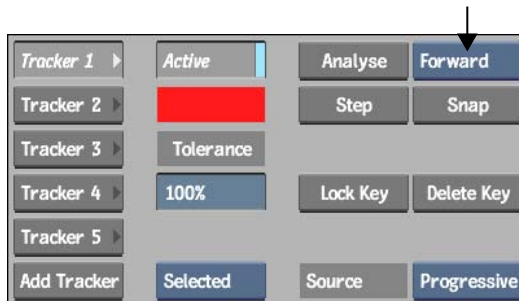 Tracker 1 Active Analyse Forward
Tracker 2 Step Snap
Tracker 3 Tolerance
Tracker 4 100% Lock Key Delete Key
Tracker 5
Add Tracker Selected Source Progressive